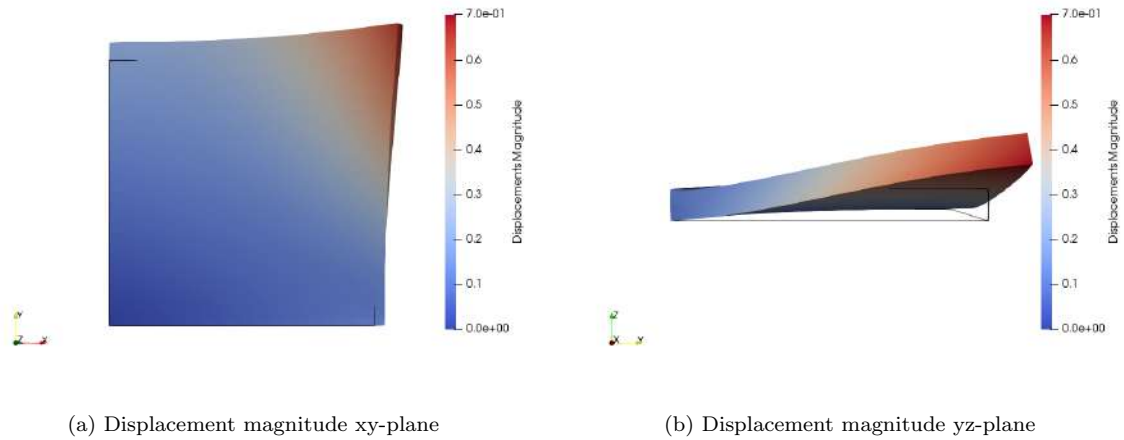 7.0e-01
0.6
0.5
0.4
0.3
0.2
0.1
0.0e+00
Displacements Magnitude
Y
Z
X
(a) Displacement magnitude xy-plane
7.0e-01
0.6
0.5
0.4
0.3
0.2
0.1
0.0e+00
Displacements Magnitude
Z
X
Y
(b) Displacement magnitude yz-plane